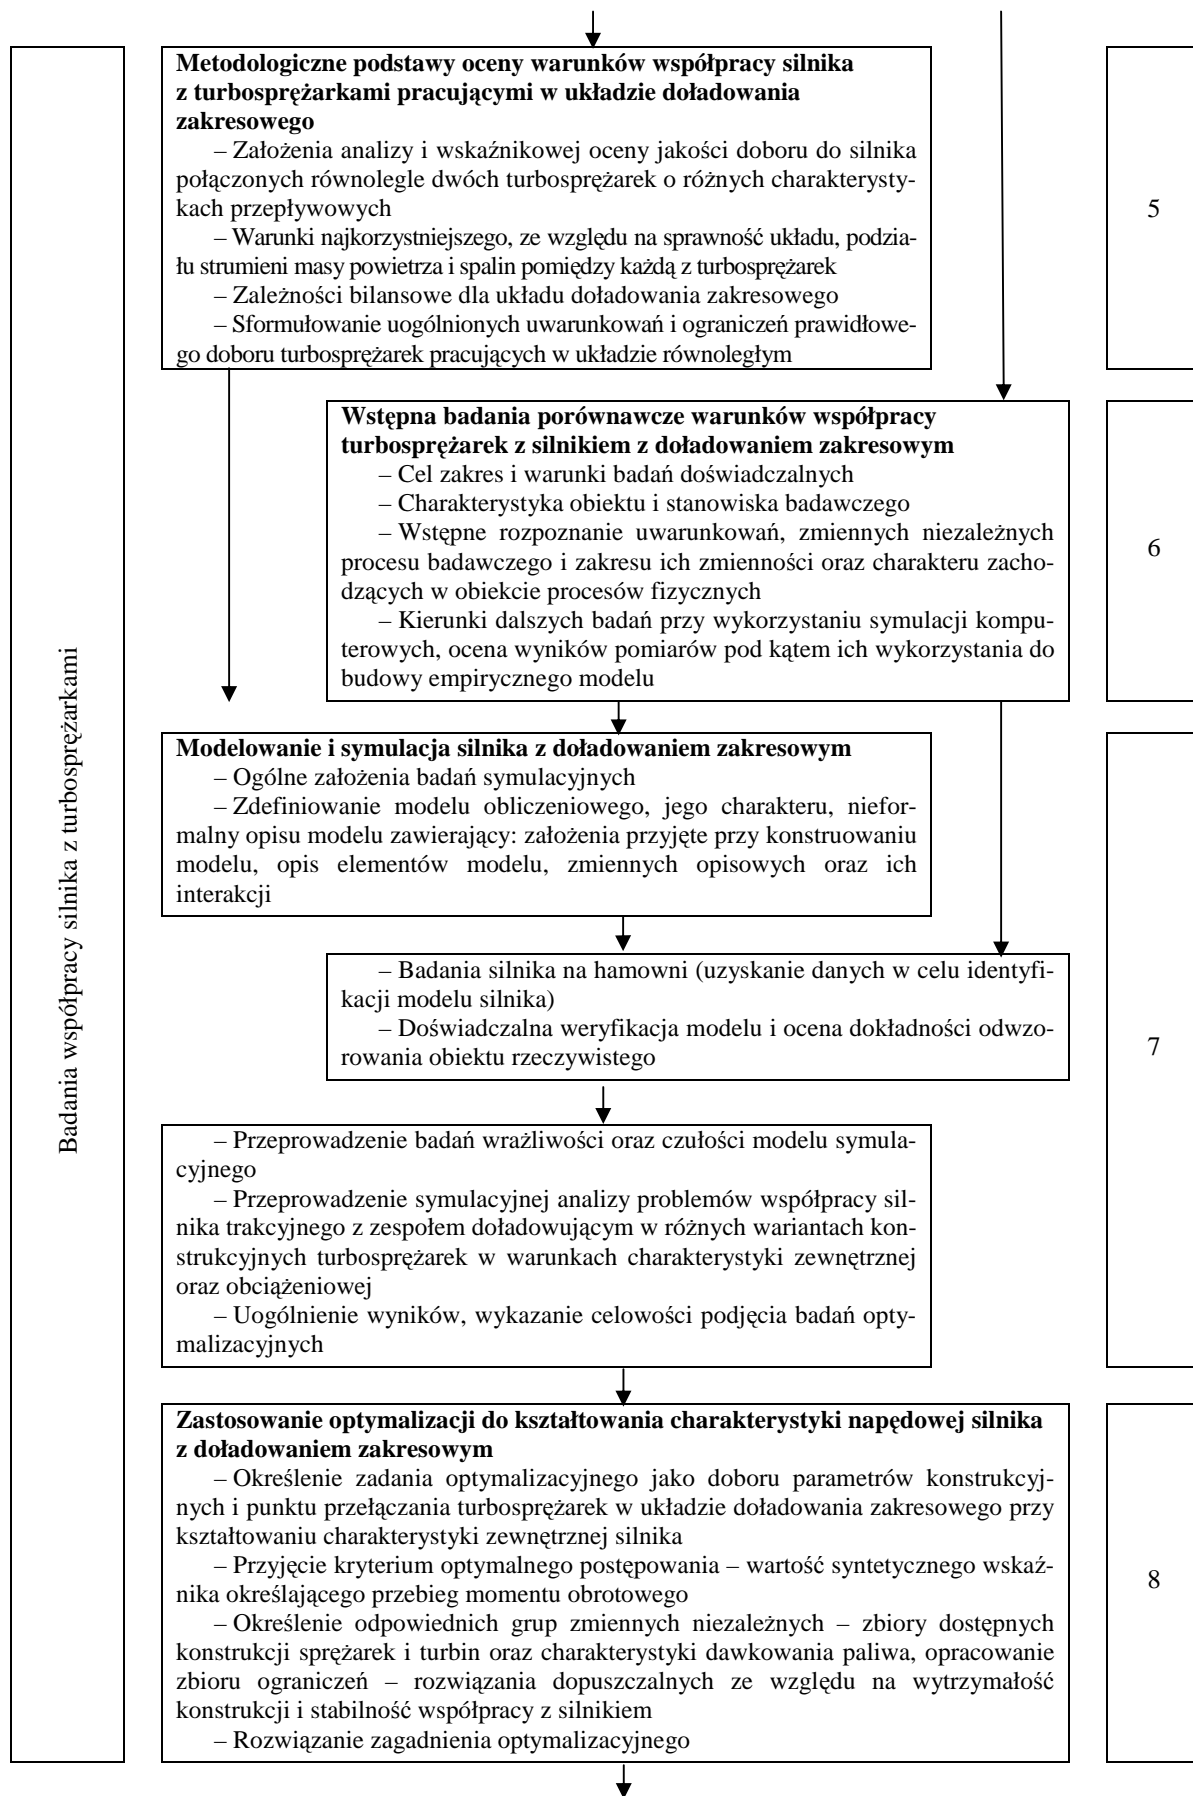 Metodologiczne podstawy oceny warunków współpracy silnika
z turbosprężarkami pracującymi w układzie doładowania
zakresowego
– Założenia analizy i wskaźnikowej oceny jakości doboru do silnika
połączonych równolegle dwóch turbosprężarek o różnych charakterysty-
kach przepływowych
– Warunki najkorzystniejszego, ze względu na sprawność układu, podzia-
łu strumieni masy powietrza i spalin pomiędzy każdą z turbosprężarek
– Zależności bilansowe dla układu doładowania zakresowego
– Sformułowanie uogólnionych uwarunkowań i ograniczeń prawidłowe-
go doboru turbosprężarek pracujących w układzie równoległym
5
Wstępna badania porównawcze warunków współpracy
turbosprężarek z silnikiem z doładowaniem zakresowym
– Cel zakres i warunki badań doświadczalnych
– Charakterystyka obiektu i stanowiska badawczego
– Wstępne rozpoznanie uwarunkowań, zmiennych niezależnych
procesu badawczego i zakresu ich zmienności oraz charakteru zacho-
dzących w obiekcie procesów fizycznych
– Kierunki dalszych badań przy wykorzystaniu symulacji kompu-
terowych, ocena wyników pomiarów pod kątem ich wykorzystania do
budowy empirycznego modelu
6
Badania współpracy silnika z turbosprężarkami
Modelowanie i symulacja silnika z doładowaniem zakresowym
– Ogólne założenia badań symulacyjnych
– Zdefiniowanie modelu obliczeniowego, jego charakteru, niefor-
malny opisu modelu zawierający: założenia przyjęte przy konstruowaniu
modelu, opis elementów modelu, zmiennych opisowych oraz ich
interakcji
– Badania silnika na hamowni (uzyskanie danych w celu identyfi-
kacji modelu silnika)
– Doświadczalna weryfikacja modelu i ocena dokładności odwzo-
rowania obiektu rzeczywistego
7
– Przeprowadzenie badań wrażliwości oraz czułości modelu symula-
cyjnego
– Przeprowadzenie symulacyjnej analizy problemów współpracy sil-
nika trakcyjnego z zespołem doładowującym w różnych wariantach kon-
strukcyjnych turbosprężarek w warunkach charakterystyki zewnętrznej
oraz obciążeniowej
– Uogólnienie wyników, wykazanie celowości podjęcia badań opty-
malizacyjnych
Zastosowanie optymalizacji do kształtowania charakterystyki napędowej silnika
z doładowaniem zakresowym
– Określenie zadania optymalizacyjnego jako doboru parametrów konstrukcyj-
nych i punktu przełączania turbosprężarek w układzie doładowania zakresowego przy
kształtowaniu charakterystyki zewnętrznej silnika
– Przyjęcie kryterium optymalnego postępowania – wartość syntetycznego wskaź-
nika określającego przebieg momentu obrotowego
– Określenie odpowiednich grup zmiennych niezależnych – zbiory dostępnych
konstrukcji sprężarek i turbin oraz charakterystyki dawkowania paliwa, opracowanie
zbioru ograniczeń – rozwiązania dopuszczalnych ze względu na wytrzymałość
konstrukcji i stabilność współpracy z silnikiem
– Rozwiązanie zagadnienia optymalizacyjnego
8